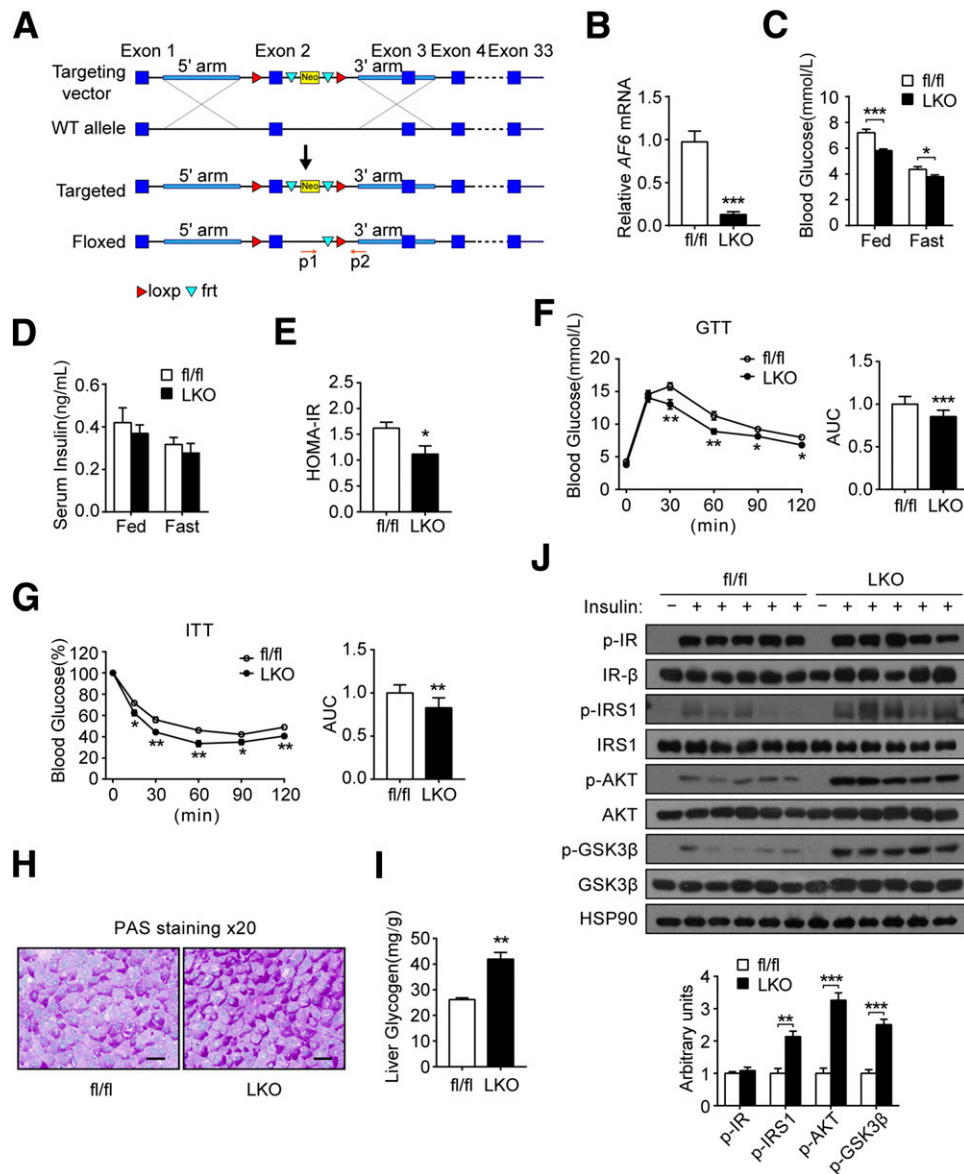 A
Exon 1 Exon 2 Exon 3 Exon 4 Exon 33
5' arm 3' arm
Targeting
vector
Neo
WT allele
Targeted
Neo
5' arm 3' arm
Floxed
p1 p2
loxp frt
B
Relative AF6 mRNA
1.5
1.0
0.5
0.0
***
fl/fl LKO
C
fl/fl
LKO
Blood Glucose(mmol/L)
10
8
6
4
2
0
*** *
Fed Fast
D
fl/fl
LKO
Serum Insulin(ng/mL)
0.6
0.4
0.2
0.0
Fed Fast
E
HOMA-IR
2.5
2.0
1.5
1.0
0.5
0.0
*
fl/fl LKO
F
GTT
fl/fl
LKO
Blood Glucose(mmol/L)
20
15
10
5
0
** ** * *
0 30 60 90 120
(min)
AUC
1.5
1.0
0.5
0.0
***
fl/fl LKO
G
ITT
fl/fl
LKO
Blood Glucose(%)
120
100
80
60
40
20
0
* ** ** * **
0 30 60 90 120
(min)
AUC
1.5
1.0
0.5
0.0
**
fl/fl LKO
H
PAS staining x20
fl/fl LKO
I
Liver Glycogen(mg/g)
60
50
40
30
20
10
0
**
fl/fl LKO
J
fl/fl LKO
Insulin: − + + + + + − + + + + +
p-IR
IR-β
p-IRS1
IRS1
p-AKT
AKT
p-GSK3β
GSK3β
HSP90
fl/fl
LKO
Arbitrary units
4
3
2
1
0
** *** ***
p-IR p-IRS1 p-AKT p-GSK3β